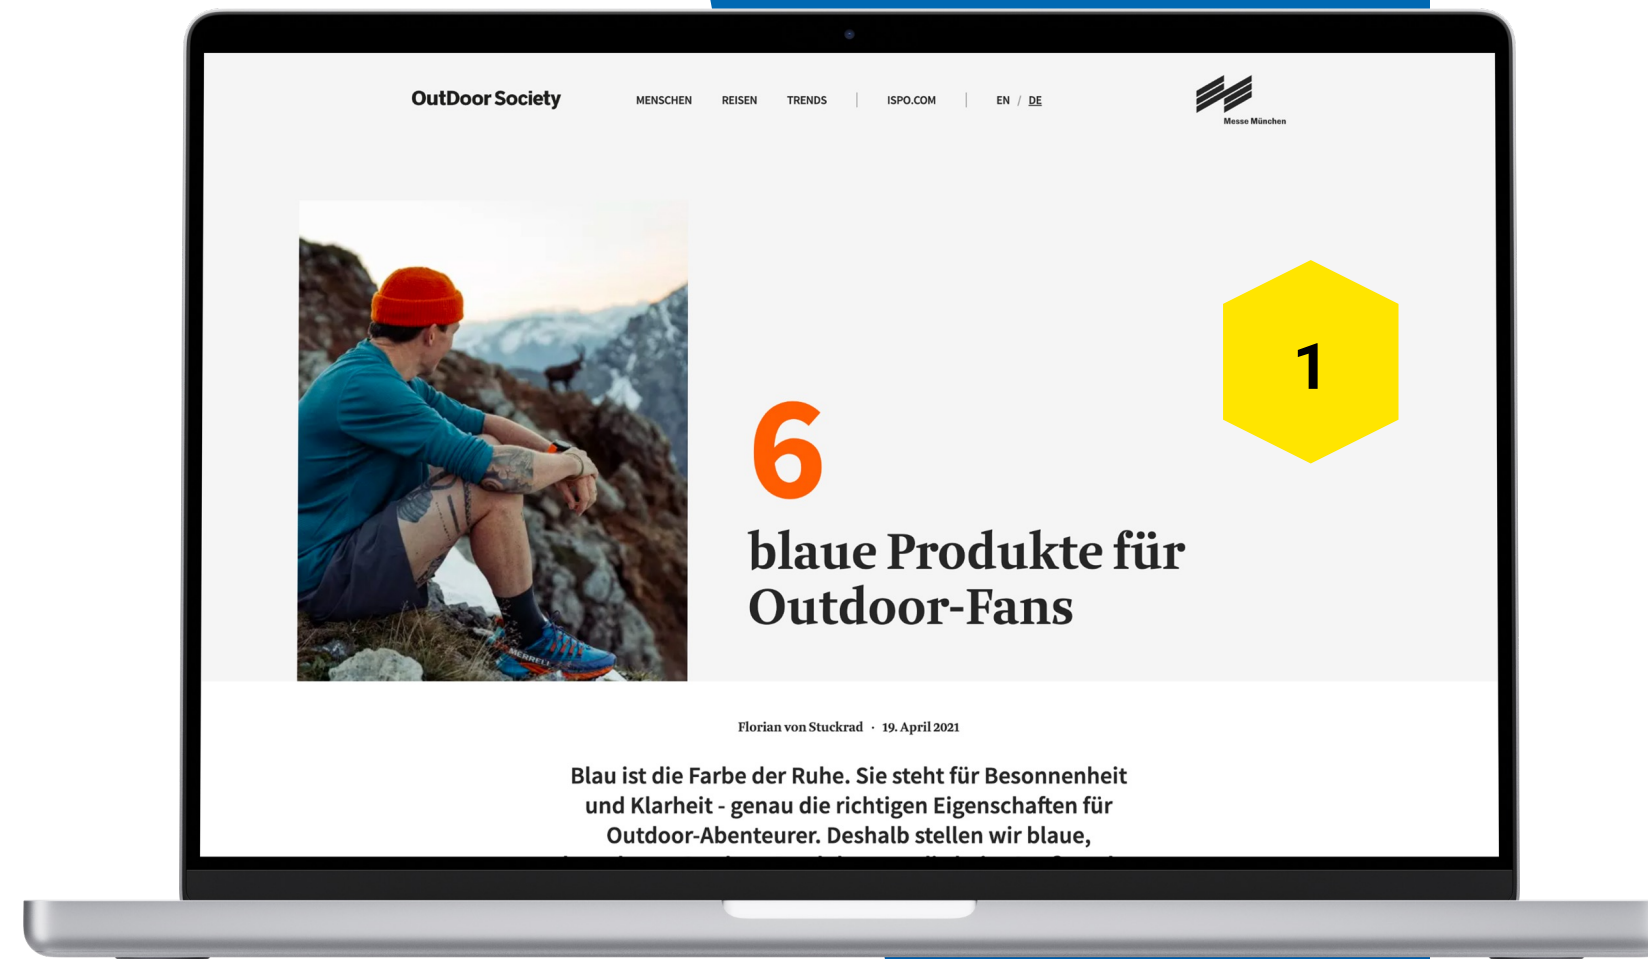 OutDoor Society
MENSCHEN REISEN TRENDS | ISPO.COM | EN / DE
Messe München
1
6
blaue Produkte für
Outdoor-Fans
MERRELL
Florian von Stuckrad · 19. April 2021
Blau ist die Farbe der Ruhe. Sie steht für Besonnenheit
und Klarheit - genau die richtigen Eigenschaften für
Outdoor-Abenteurer. Deshalb stellen wir blaue,